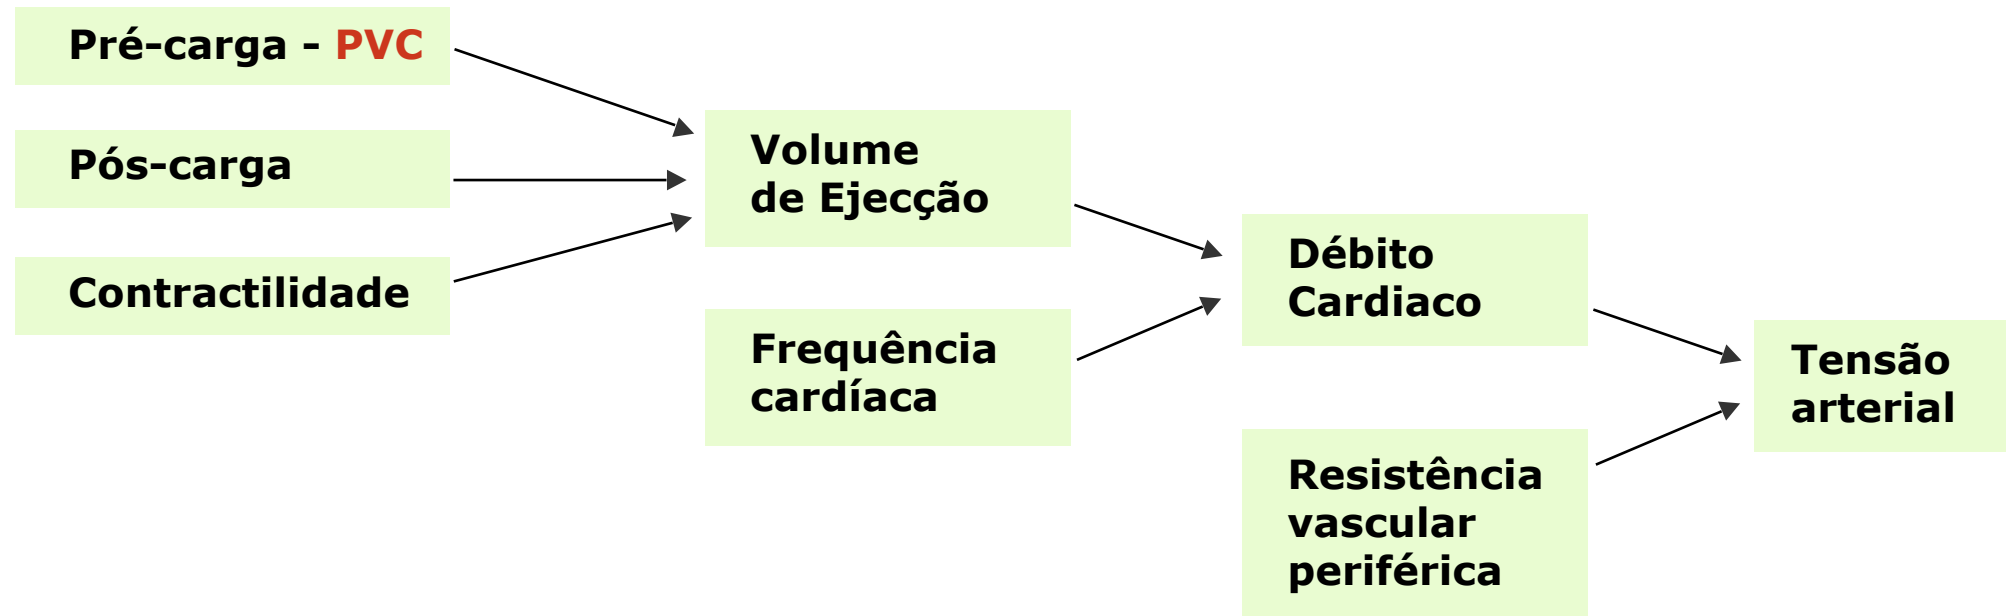 Pré-carga - PVC
Pós-carga
Contractilidade
Volume
de Ejecção
Frequência
cardíaca
Débito
Cardiaco
Resistência
vascular
periférica
Tensão
arterial